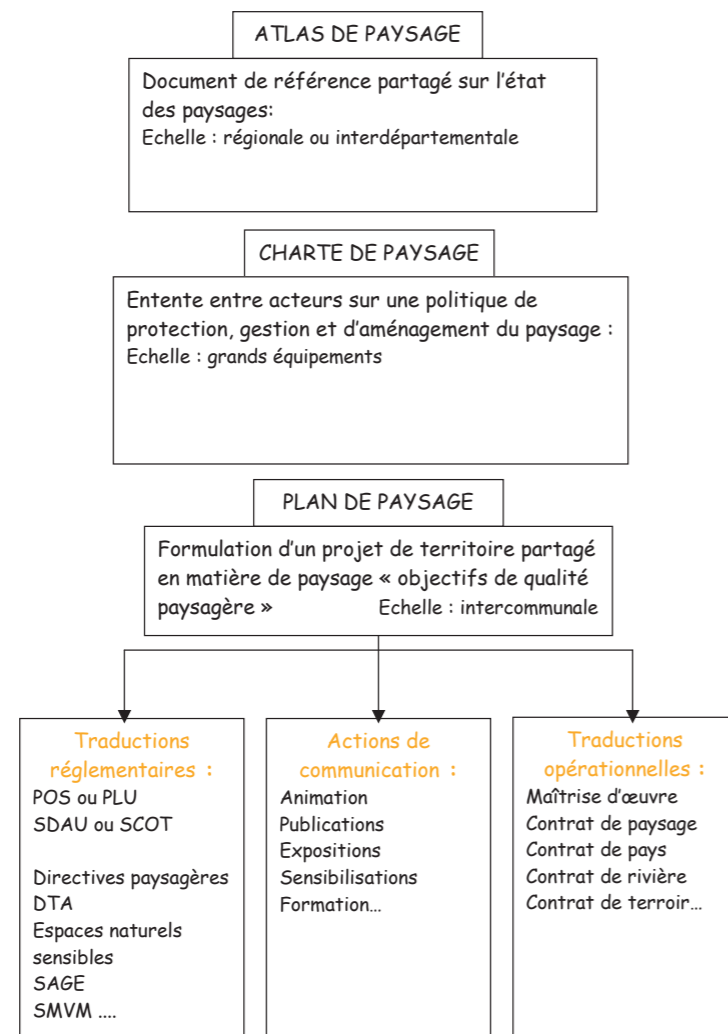 ATLAS DE PAYSAGE
Document de référence partagé sur l'état
des paysages:
Echelle : régionale ou interdépartementale
CHARTE DE PAYSAGE
Entente entre acteurs sur une politique de
protection, gestion et d'aménagement du paysage :
Echelle : grands équipements
PLAN DE PAYSAGE
Formulation d'un projet de territoire partagé
en matière de paysage « objectifs de qualité
paysagère » Echelle : intercommunale
Traductions
réglementaires :
POS ou PLU
SDAU ou SCOT
Directives paysagères
DTA
Espaces naturels
sensibles
SAGE
SMVM ....
Actions de
communication :
Animation
Publications
Expositions
Sensibilisations
Formation...
Traductions
opérationnelles :
Maîtrise d'œuvre
Contrat de paysage
Contrat de pays
Contrat de rivière
Contrat de terroir...